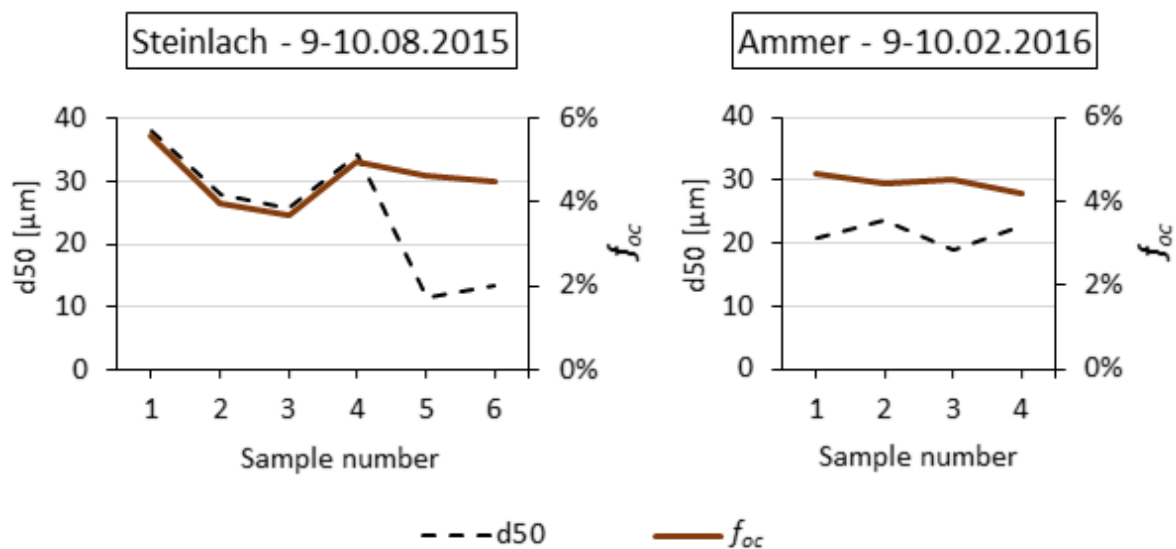 Steinlach - 9-10.08.2015
40
30
20
10
0
d50 [µm]
6%
4%
2%
0%
foc
1 2 3 4 5 6
Sample number
Ammer - 9-10.02.2016
40
30
20
10
0
d50 [µm]
6%
4%
2%
0%
foc
1 2 3 4
Sample number
d50 foc